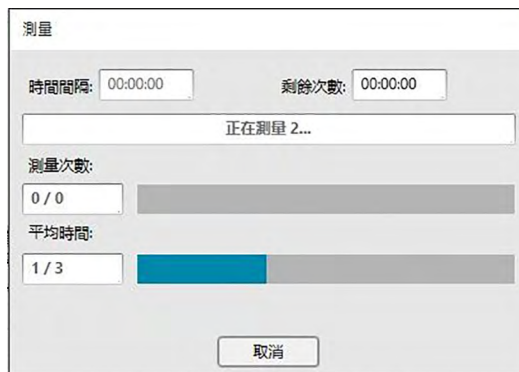 測量
時間間隔: 00:00:00 剩餘次數: 00:00:00
正在測量 2...
測量次數:
0 / 0
平均時間:
1 / 3
取消